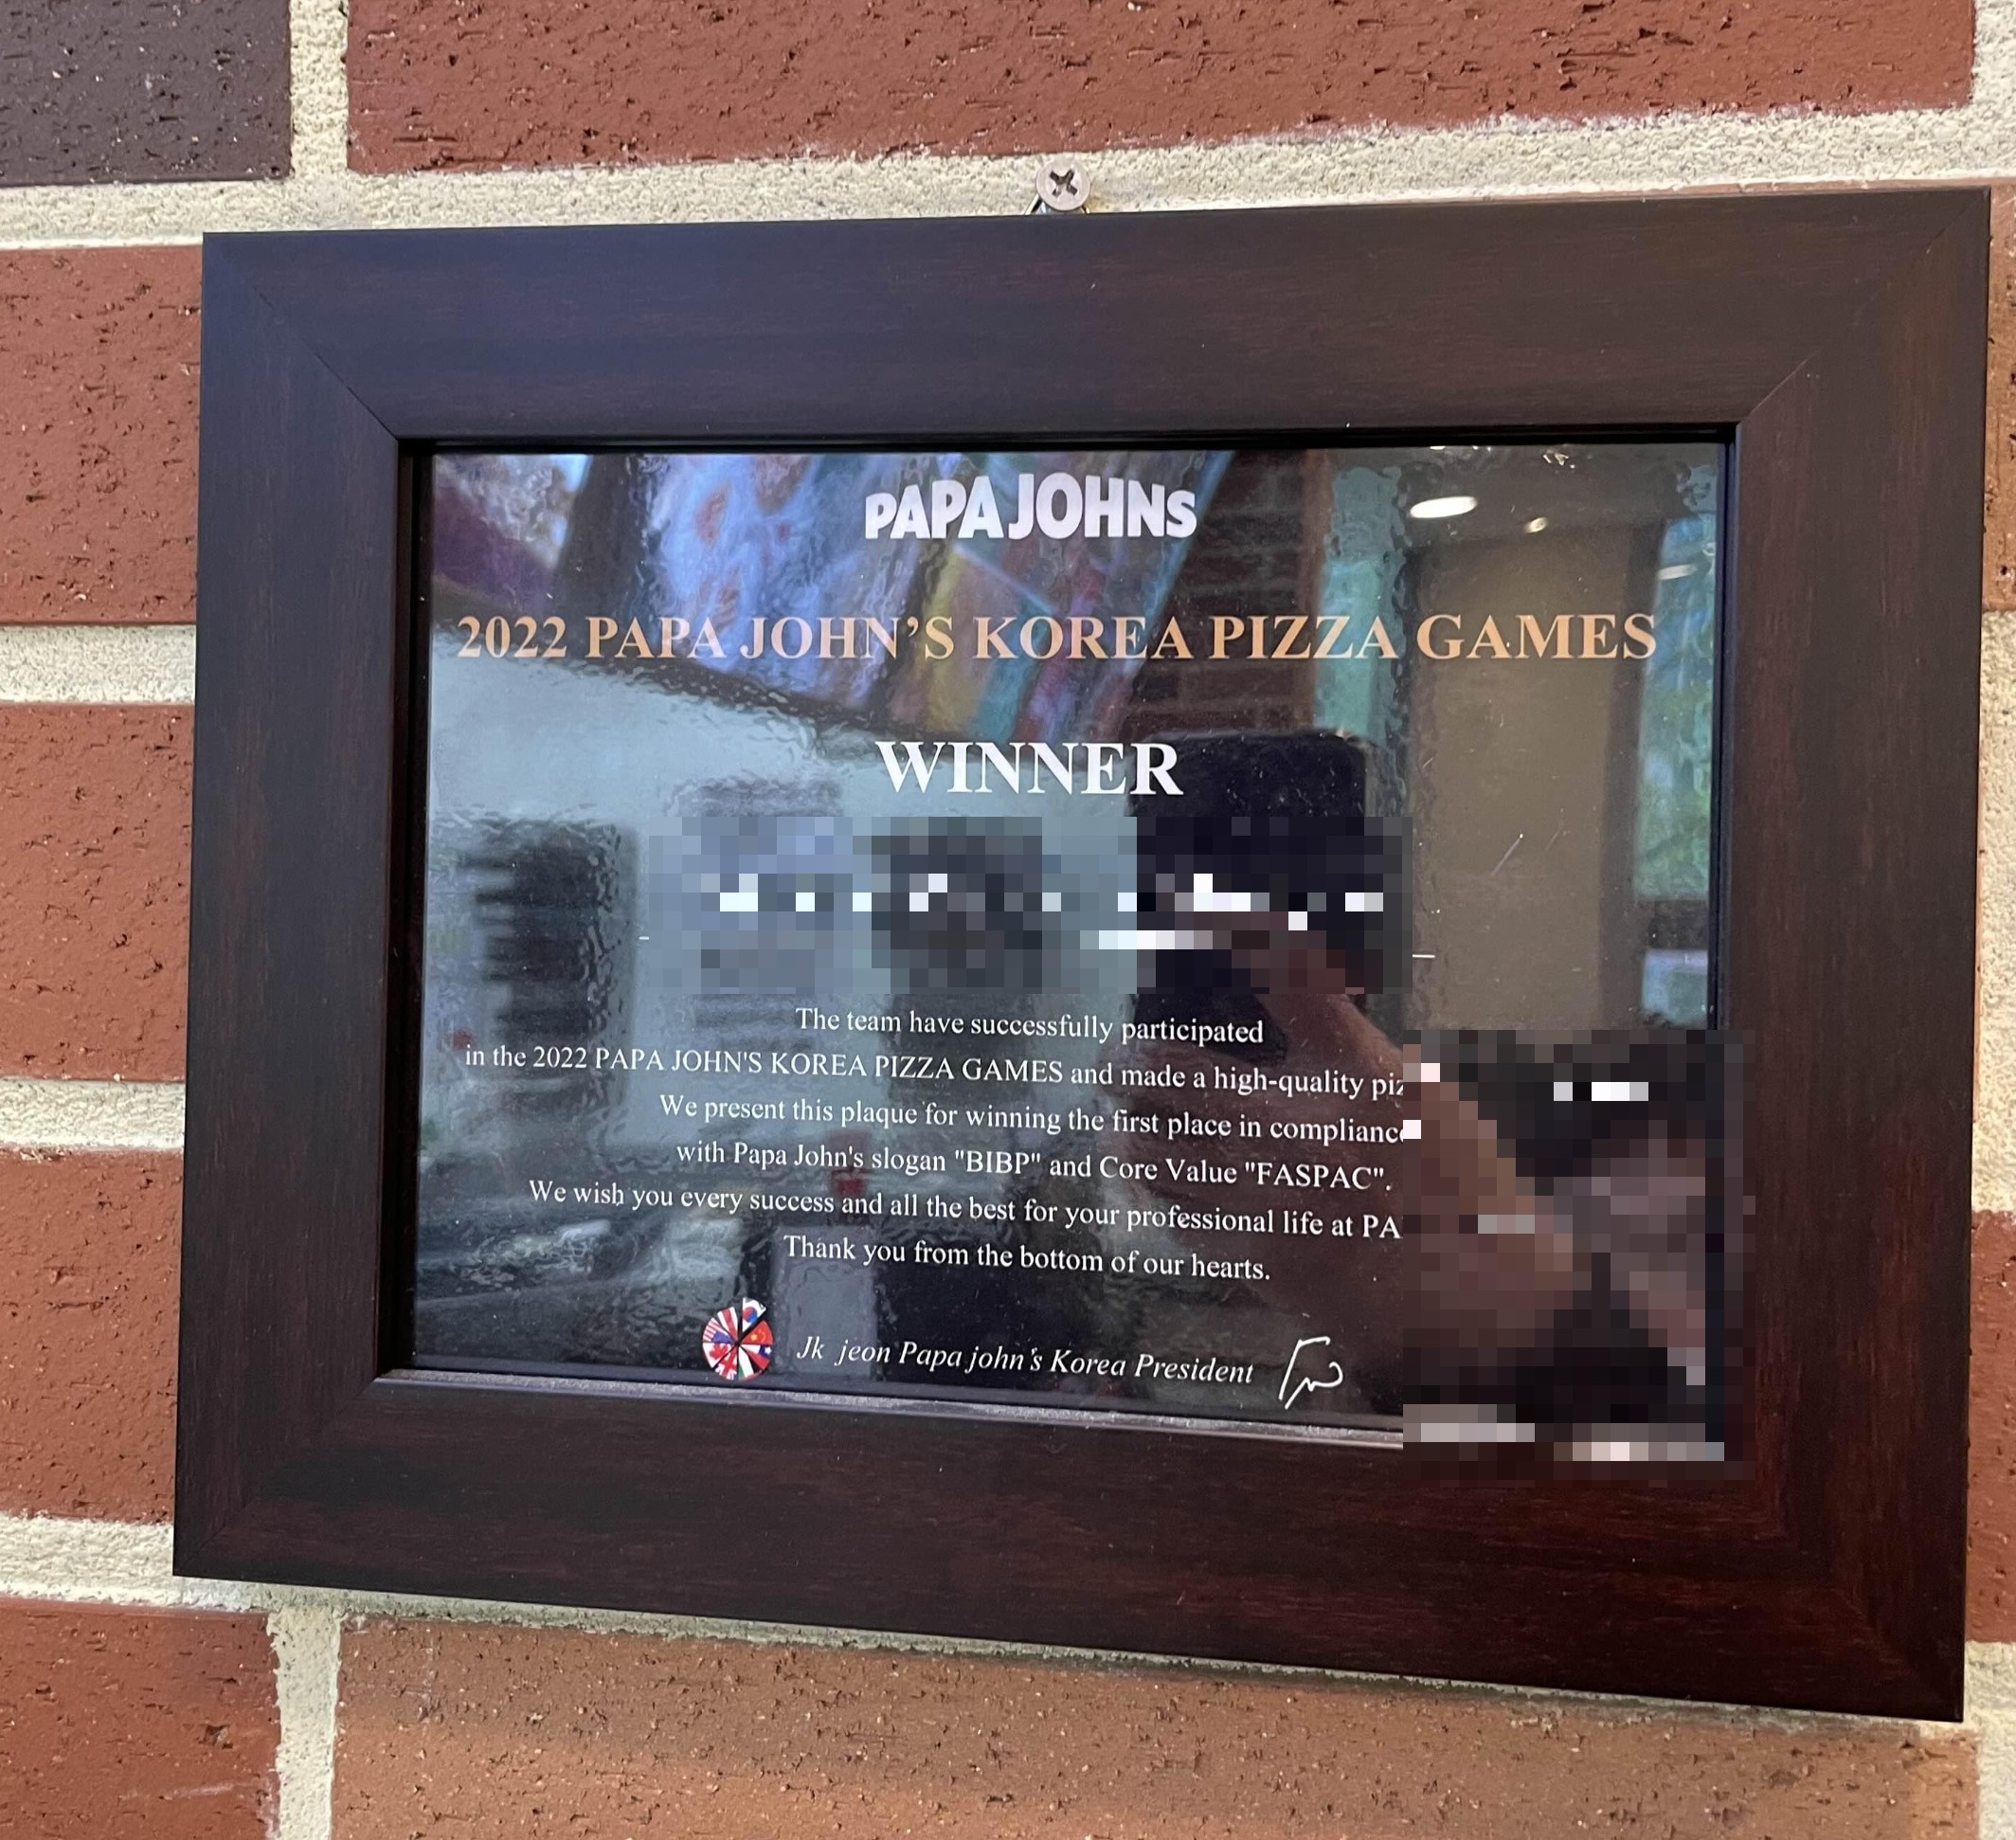 PAPA JOHNS
2022 PAPA JOHN’S KOREA PIZZA GAMES
WINNER
The team have successfully participated
in the 2022 PAPA JOHN'S KOREA PIZZA GAMES and made a high-quality
We present this plaque for winning the first place in
with Papa John's slogan "BIBP" and Core Value "FASPAC".
We wish you every success and all the best for your professional life at
Thank you from the bottom of our hearts.
Jk jeon Papa john's Korea President